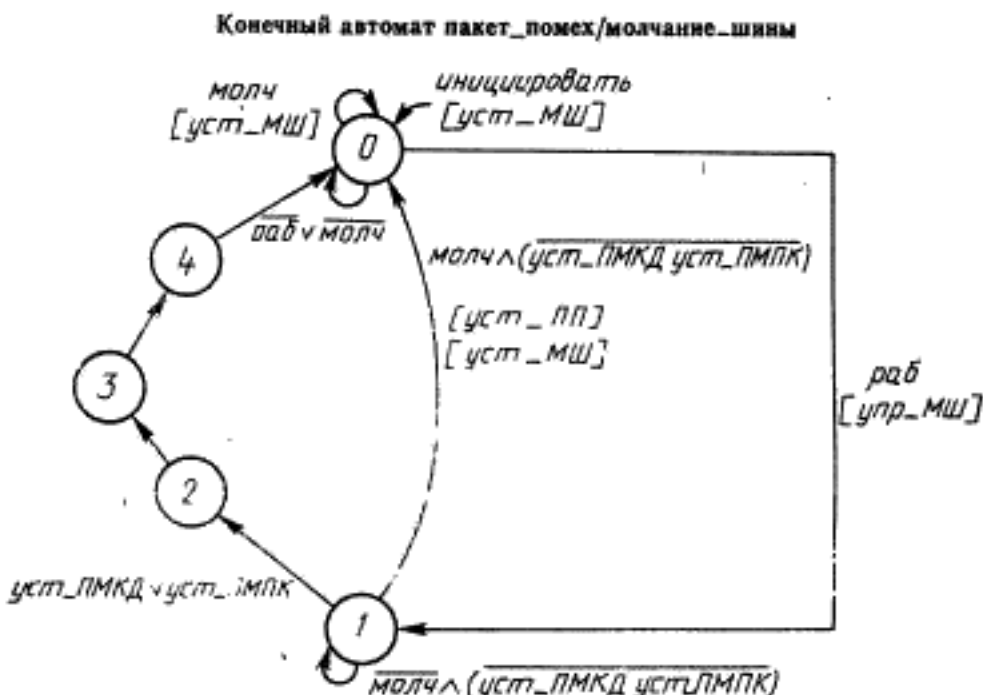 Конечный автомат пакет_помех/молчание_шины
молч
[уст_МШ]
инициировать
[уст_МШ]
0
раб v молч
4
молч ∧ (уст_ПМКД уст_ПМПК)
[уст_ПП]
[уст_МШ]
3
раб
[упр_МШ]
2
уст_ПМКД v уст_ПМПК
1
молч ∧ (уст_ПМКД устПМПК)